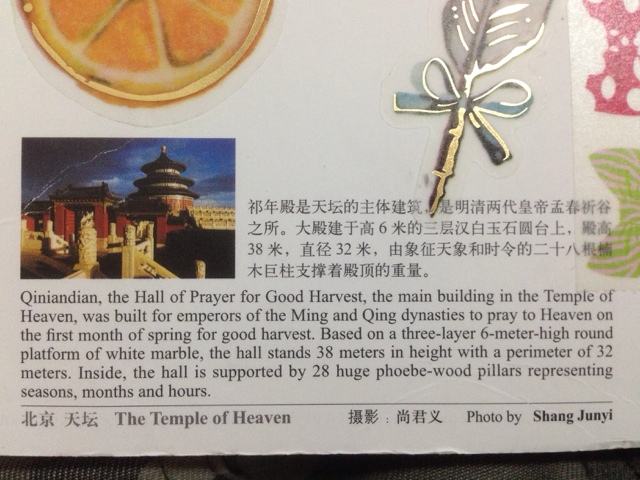 祁年殿是天坛的主体建筑，是明清两代皇帝孟春祈谷
之所。大殿建于高 6 米的三层汉白玉石圆台上，殿高
38 米，直径 32 米，由象征天象和时令的二十八根楠
木巨柱支撑着殿顶的重量。
Qiniandian, the Hall of Prayer for Good Harvest, the main building in the Temple of
Heaven, was built for emperors of the Ming and Qing dynasties to pray to Heaven on
the first month of spring for good harvest. Based on a three-layer 6-meter-high round
platform of white marble, the hall stands 38 meters in height with a perimeter of 32
meters. Inside, the hall is supported by 28 huge phoebe-wood pillars representing
seasons, months and hours.
北京 天坛 The Temple of Heaven 摄影：尚君义 Photo by Shang Junyi